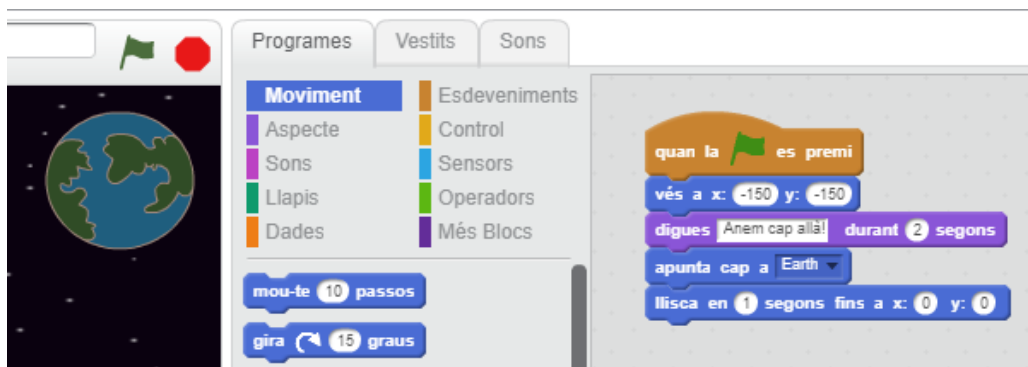 Programes Vestits Sons
Moviment Esdeveniments
Aspecte Control
Sons Sensors
Llapis Operadors
Dades Més Blocs
mou-te 10 passos
gira 15 graus
quan la es premi
vés a x: -150 y: -150
digues Anem cap allà! durant 2 segons
apunta cap a Earth
llisca en 1 segons fins a x: 0 y: 0